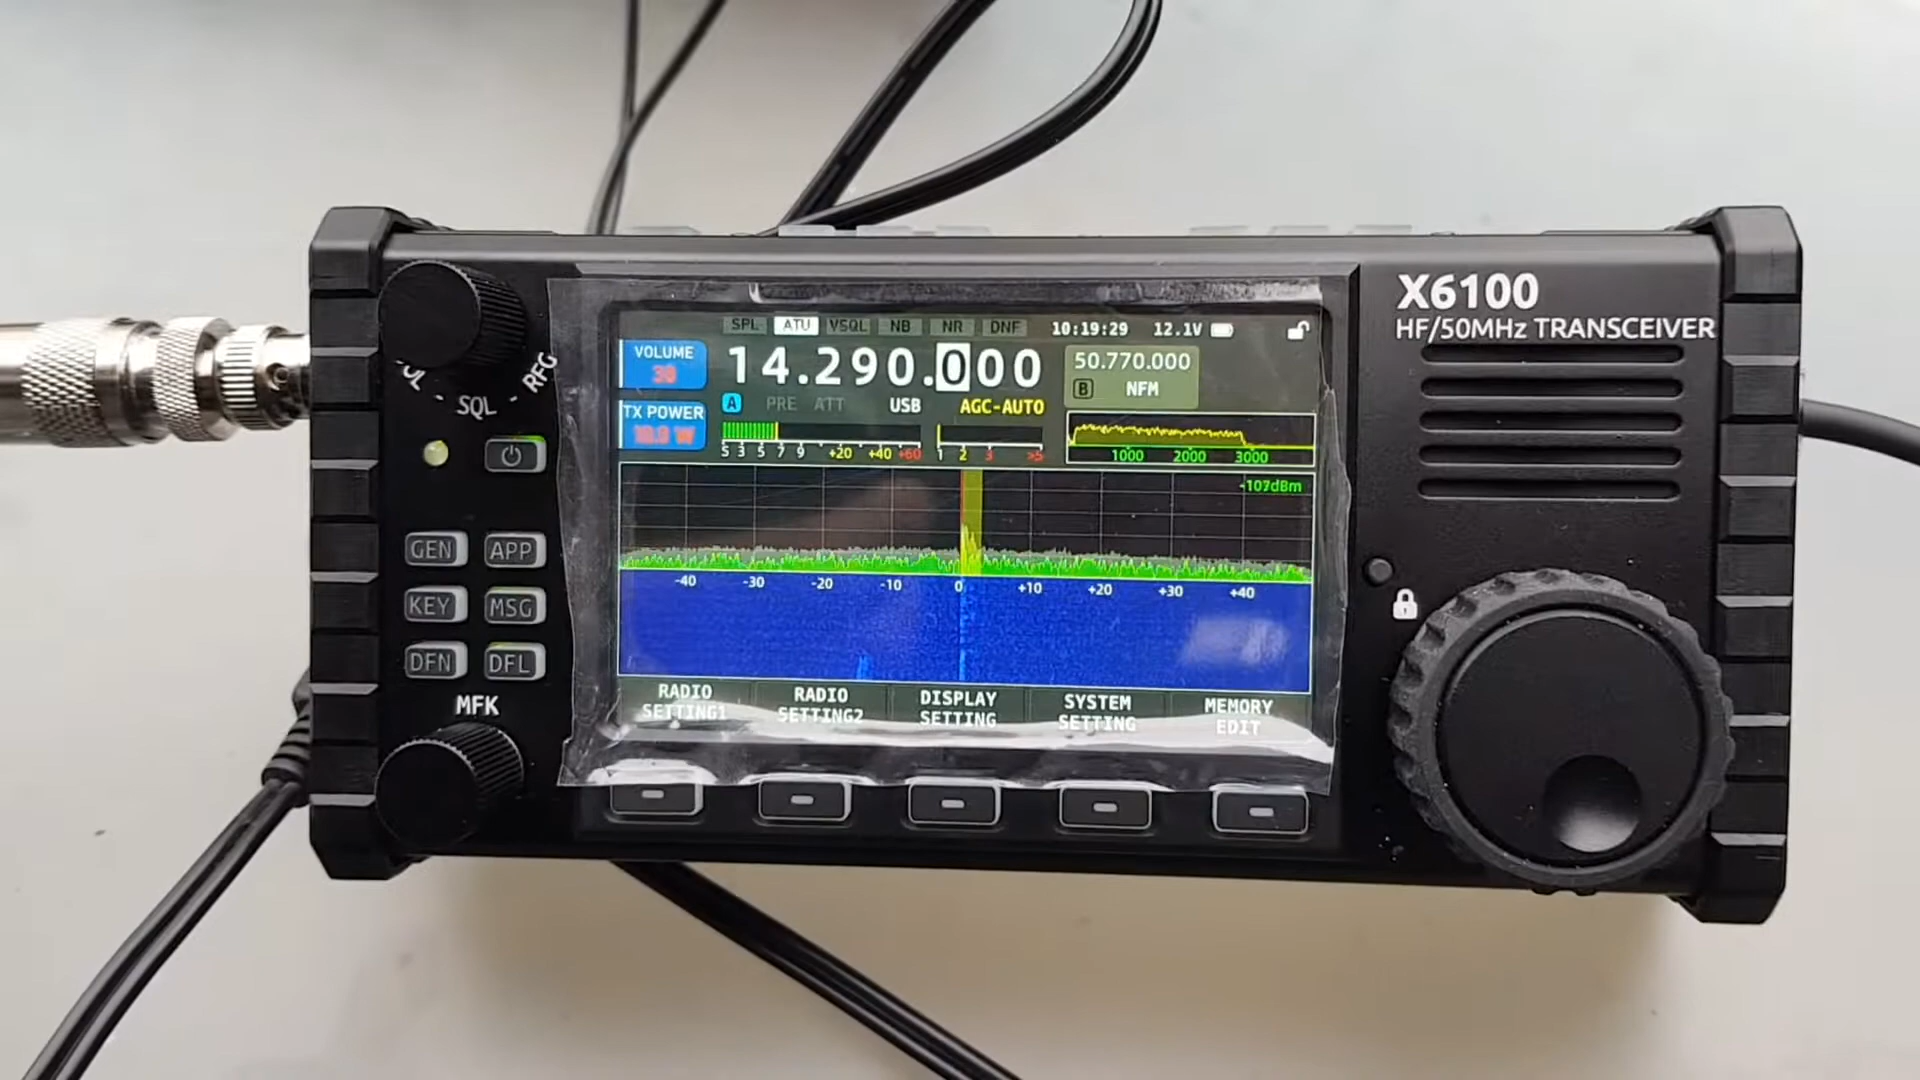 X6100
HF/50MHz TRANSCEIVER
SPL ATU VSQL NB NR DNF 10:19:29 12.1V
VOLUME
30
14.290.000
50.770.000
B NFM
TX POWER
10.0 W
A PRE ATT USB AGC-AUTO
S 3 5 7 9 +20 +40 +60 1 2 3 >5
1000 2000 3000
-107dBm
-40 -30 -20 -10 0 +10 +20 +30 +40
RADIO SETTING1
RADIO SETTING2
DISPLAY SETTING
SYSTEM SETTING
MEMORY EDIT
SQL - RFG
GEN APP
KEY MSG
DFN DFL
MFK